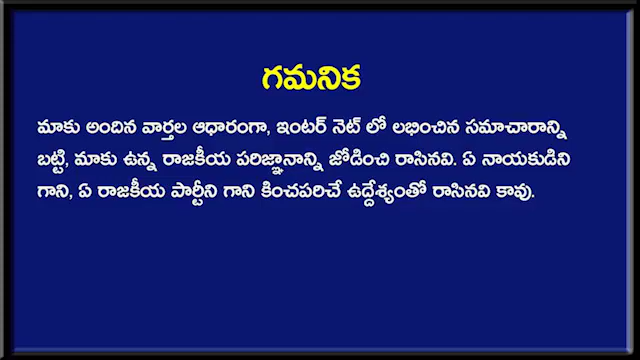 గమనిక
మాకు అందిన వార్తల ఆధారంగా, ఇంటర్ నెట్ లో లభించిన సమాచారాన్ని
బట్టి, మాకు ఉన్న రాజకీయ పరిజ్ఞానాన్ని జోడించి రాసినవి. ఏ నాయకుడిని
గాని, ఏ రాజకీయ పార్టీని గాని కించపరిచే ఉద్దేశ్యంతో రాసినవి కావు.